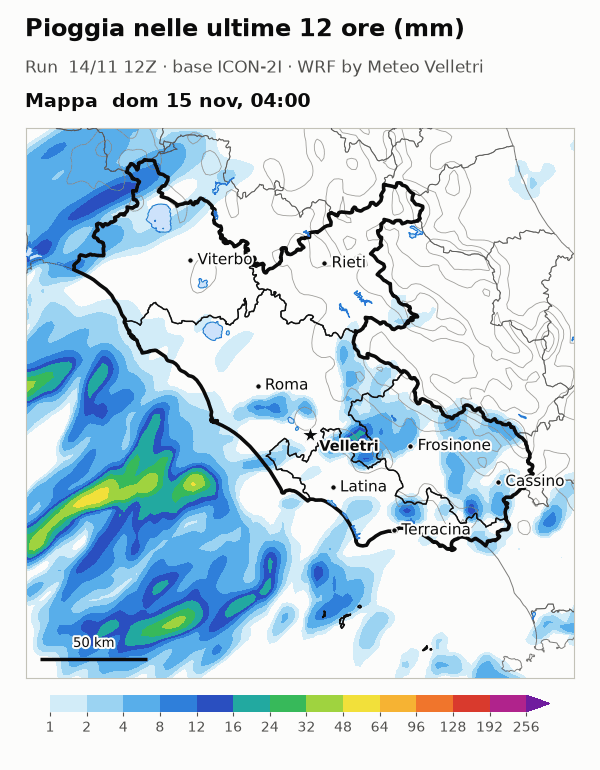 Pioggia nelle ultime 12 ore (mm)
Run 14/11 12Z · base ICON-2I · WRF by Meteo Velletri
Mappa dom 15 nov, 04:00
Viterbo
Rieti
Roma
Velletri
Frosinone
Cassino
Latina
Terracina
50 km
1 2 4 8 12 16 24 32 48 64 96 128 192 256